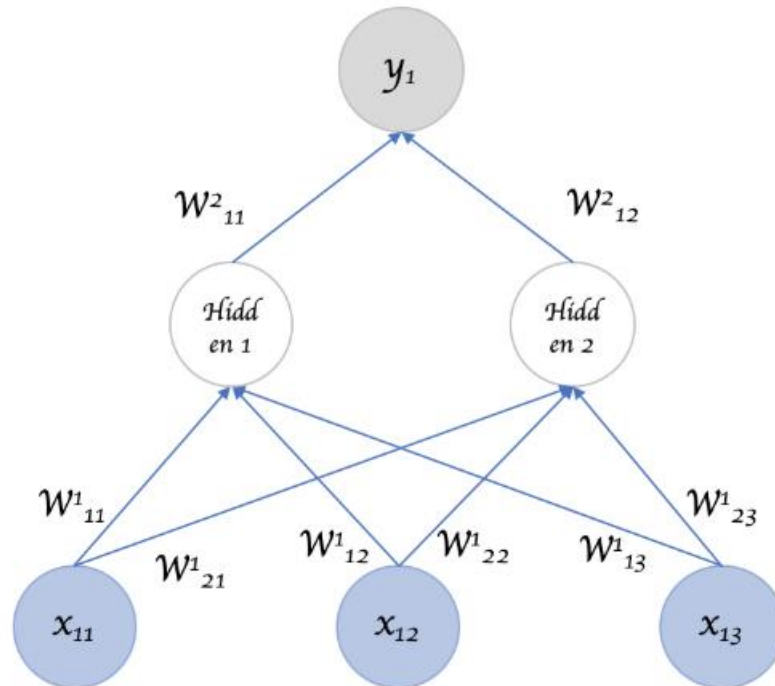 y₁
W²₁₁
W²₁₂
Hidd
en 1
Hidd
en 2
W¹₁₁
W¹₂₁
W¹₁₂
W¹₂₂
W¹₁₃
W¹₂₃
x₁₁
x₁₂
x₁₃